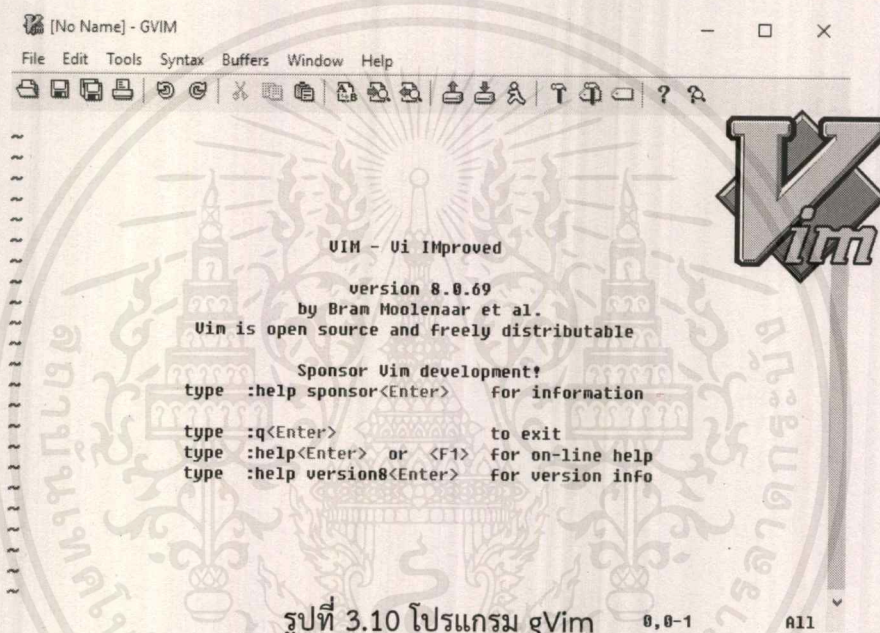 [No Name] - GVIM
File Edit Tools Syntax Buffers Window Help
~
~
~
~
~
VIM - Vi IMproved
~
version 8.0.69
by Bram Moolenaar et al.
Vim is open source and freely distributable
~
Sponsor Vim development!
type :help sponsor<Enter> for information
~
type :q<Enter> to exit
type :help<Enter> or <F1> for on-line help
type :help version8<Enter> for version info
~
~
~
~
Vim
รูปที่ 3.10 โปรแกรม gVim
0,0-1 All